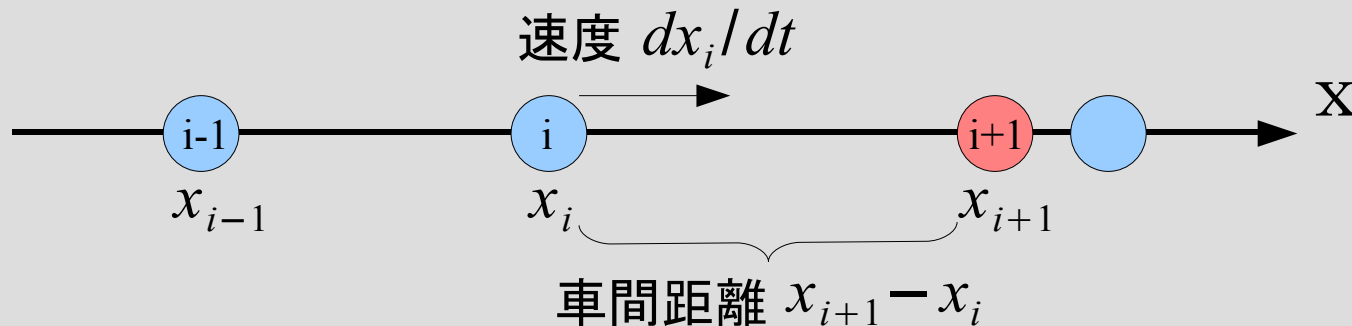 速度 dx_i/dt
i-1 i i+1 x
x_{i-1} x_i x_{i+1}
車間距離 x_{i+1}-x_i